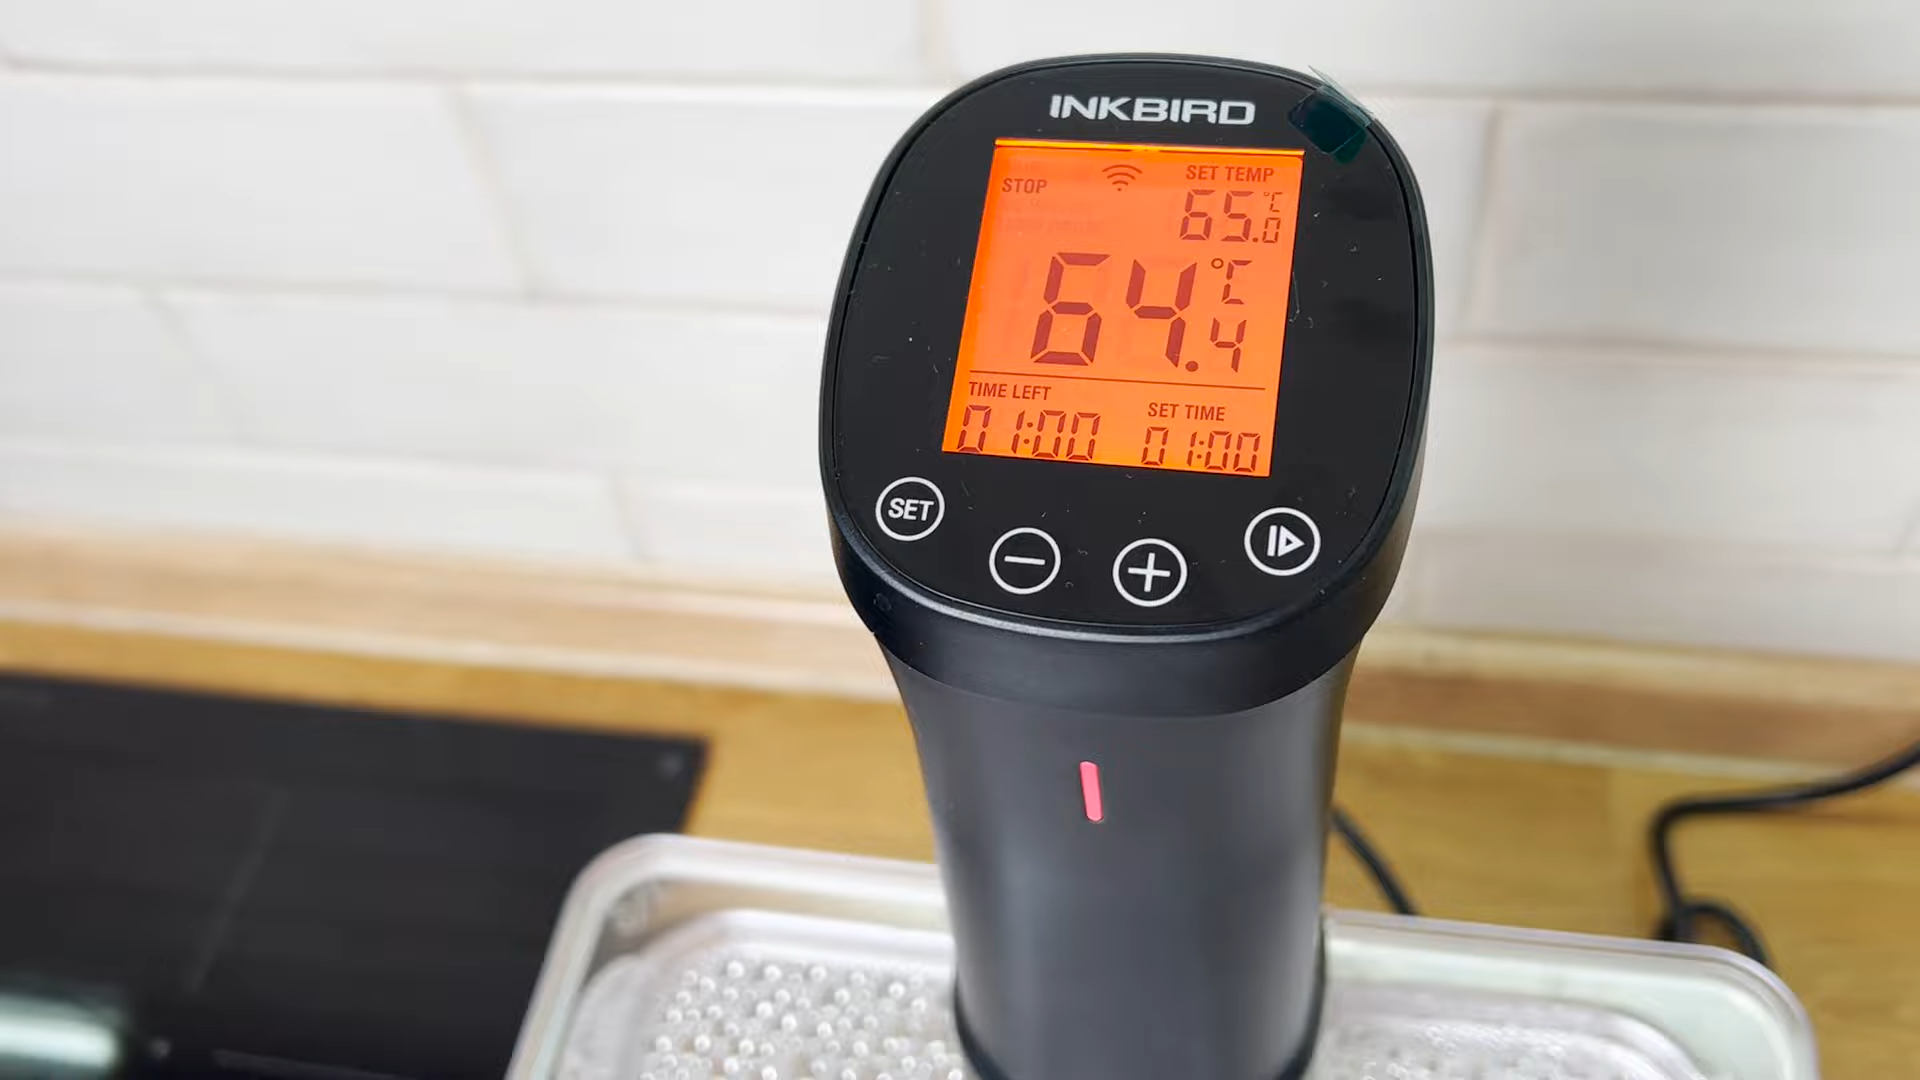 INKBIRD
STOP
SET TEMP
65.0 °C
64.4 °C
TIME LEFT
SET TIME
01:00
01:00
SET